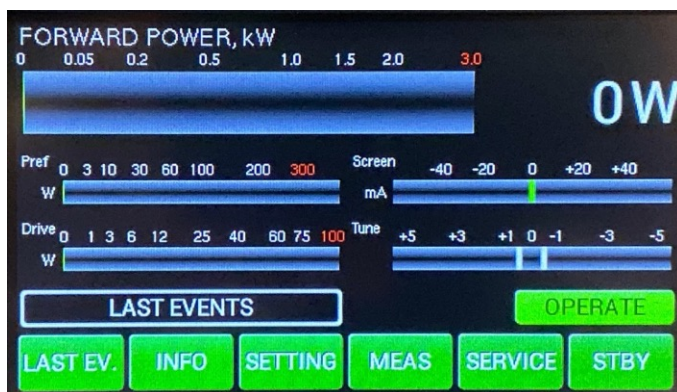 FORWARD POWER, kW
0 0.05 0.2 0.5 1.0 1.5 2.0 3.0
0W
Pref 0 3 10 30 60 100 200 300
W
Screen -40 -20 0 +20 +40
mA
Drive 0 1 3 6 12 25 40 60 75 100
W
Tune +5 +3 +1 0 -1 -3 -5
LAST EVENTS
OPERATE
LAST EV. INFO SETTING MEAS SERVICE STBY